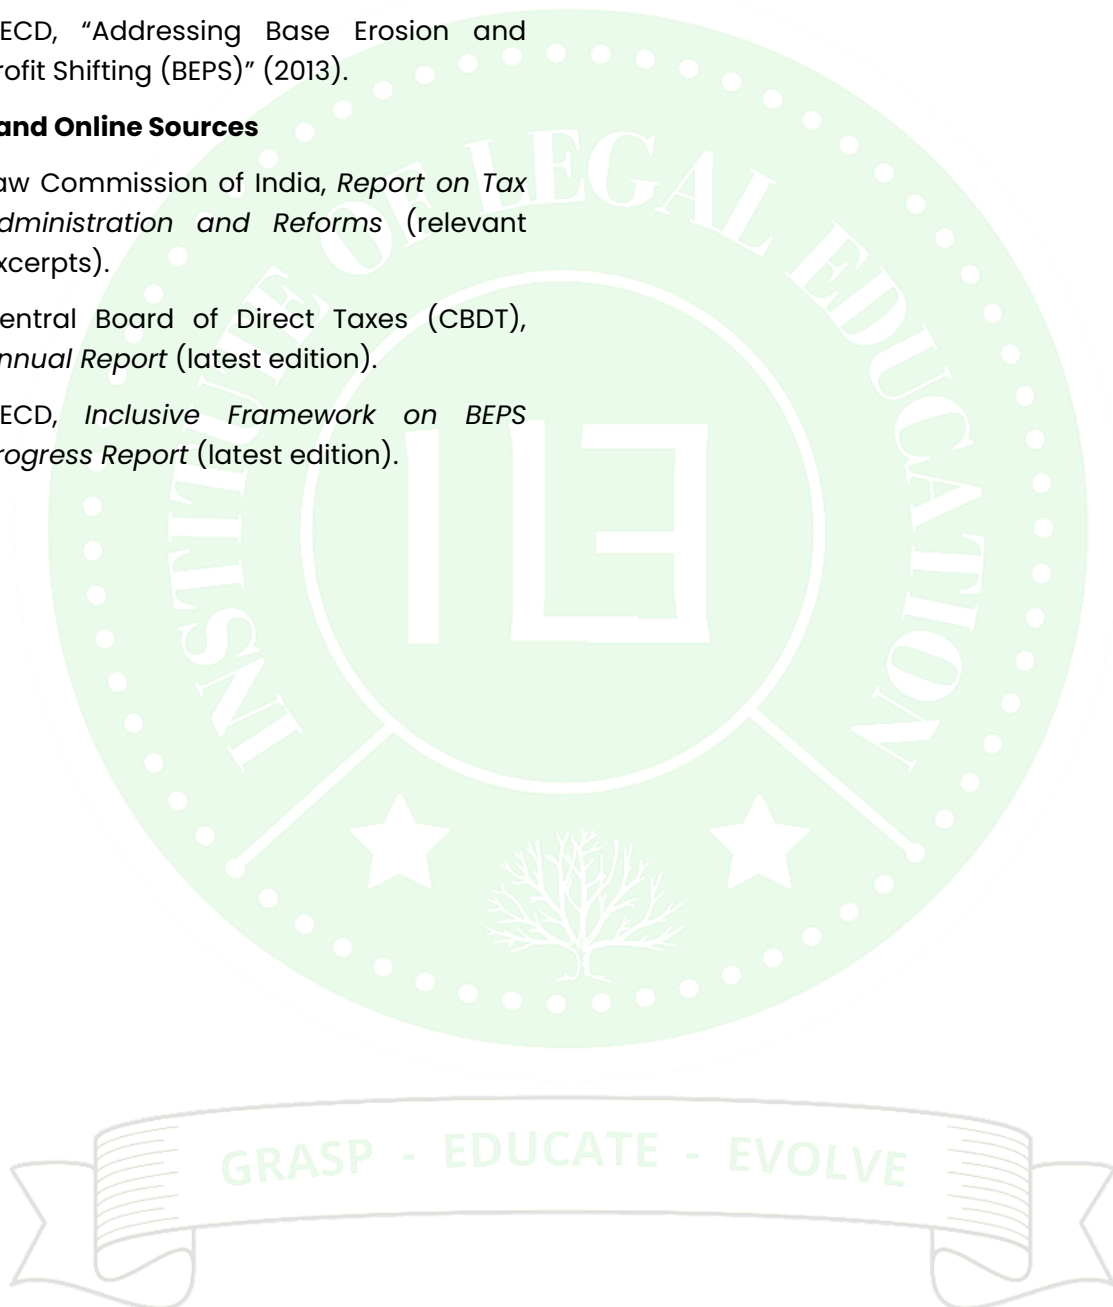 ECD, “Addressing Base Erosion and
rofit Shifting (BEPS)” (2013).
and Online Sources
aw Commission of India, Report on Tax
dministration and Reforms (relevant
xcerpts).
entral Board of Direct Taxes (CBDT),
nnual Report (latest edition).
ECD, Inclusive Framework on BEPS
rogress Report (latest edition).
INSTITUTE OF LEGAL EDUCATION
ILE
GRASP - EDUCATE - EVOLVE